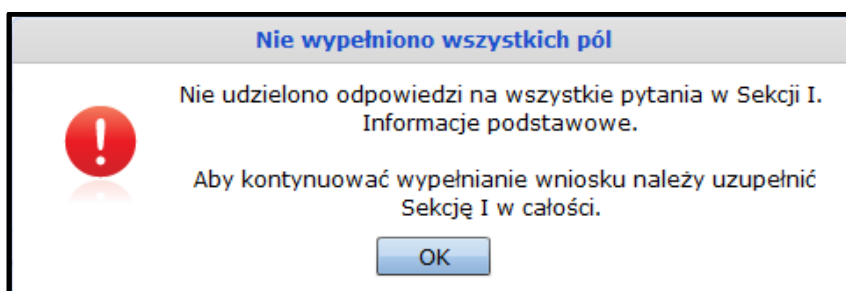 Nie wypełniono wszystkich pól
Nie udzielono odpowiedzi na wszystkie pytania w Sekcji I.
Informacje podstawowe.
Aby kontynuować wypełnianie wniosku należy uzupełnić
Sekcję I w całości.
OK